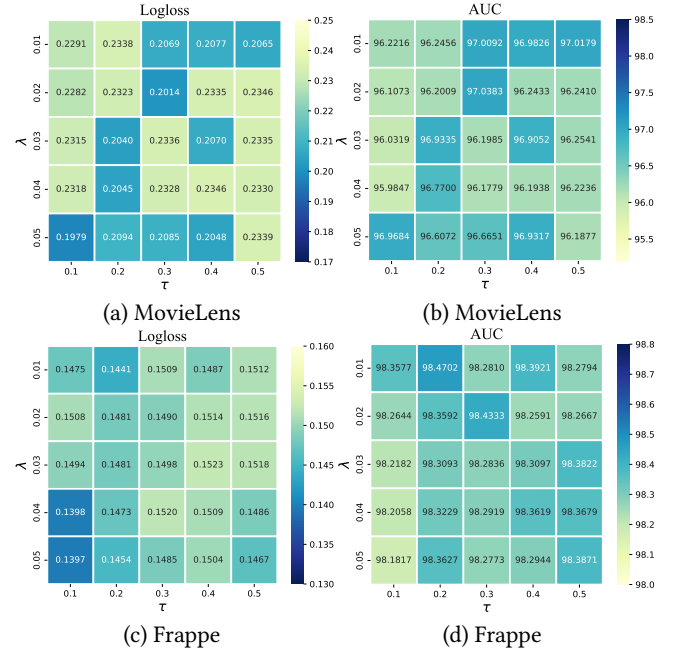 Logloss
AUC
0.01 0.2291 0.2338 0.2069 0.2077 0.2065
0.02 0.2282 0.2323 0.2014 0.2335 0.2346
λ 0.03 0.2315 0.2040 0.2336 0.2070 0.2335
0.04 0.2318 0.2045 0.2328 0.2346 0.2330
0.05 0.1979 0.2094 0.2085 0.2048 0.2339
0.1 0.2 0.3 0.4 0.5
τ
0.25
0.24
0.23
0.22
0.21
0.20
0.19
0.18
0.17
0.01 96.2216 96.2456 97.0092 96.9826 97.0179
0.02 96.1073 96.2009 97.0383 96.2433 96.2410
λ 0.03 96.0319 96.9335 96.1985 96.9052 96.2541
0.04 95.9847 96.7700 96.1779 96.1938 96.2236
0.05 96.9684 96.6072 96.6651 96.9317 96.1877
0.1 0.2 0.3 0.4 0.5
τ
98.5
98.0
97.5
97.0
96.5
96.0
95.5
(a) MovieLens
(b) MovieLens
Logloss
AUC
0.01 0.1475 0.1441 0.1509 0.1487 0.1512
0.02 0.1508 0.1481 0.1490 0.1514 0.1516
λ 0.03 0.1494 0.1481 0.1498 0.1523 0.1518
0.04 0.1398 0.1473 0.1520 0.1509 0.1486
0.05 0.1397 0.1454 0.1485 0.1504 0.1467
0.1 0.2 0.3 0.4 0.5
τ
0.160
0.155
0.150
0.145
0.140
0.135
0.130
0.01 98.3577 98.4702 98.2810 98.3921 98.2794
0.02 98.2644 98.3592 98.4333 98.2591 98.2667
λ 0.03 98.2182 98.3093 98.2836 98.3097 98.3822
0.04 98.2058 98.3229 98.2919 98.3619 98.3679
0.05 98.1817 98.3627 98.2773 98.2944 98.3871
0.1 0.2 0.3 0.4 0.5
τ
98.8
98.7
98.6
98.5
98.4
98.3
98.2
98.1
98.0
(c) Frappe
(d) Frappe